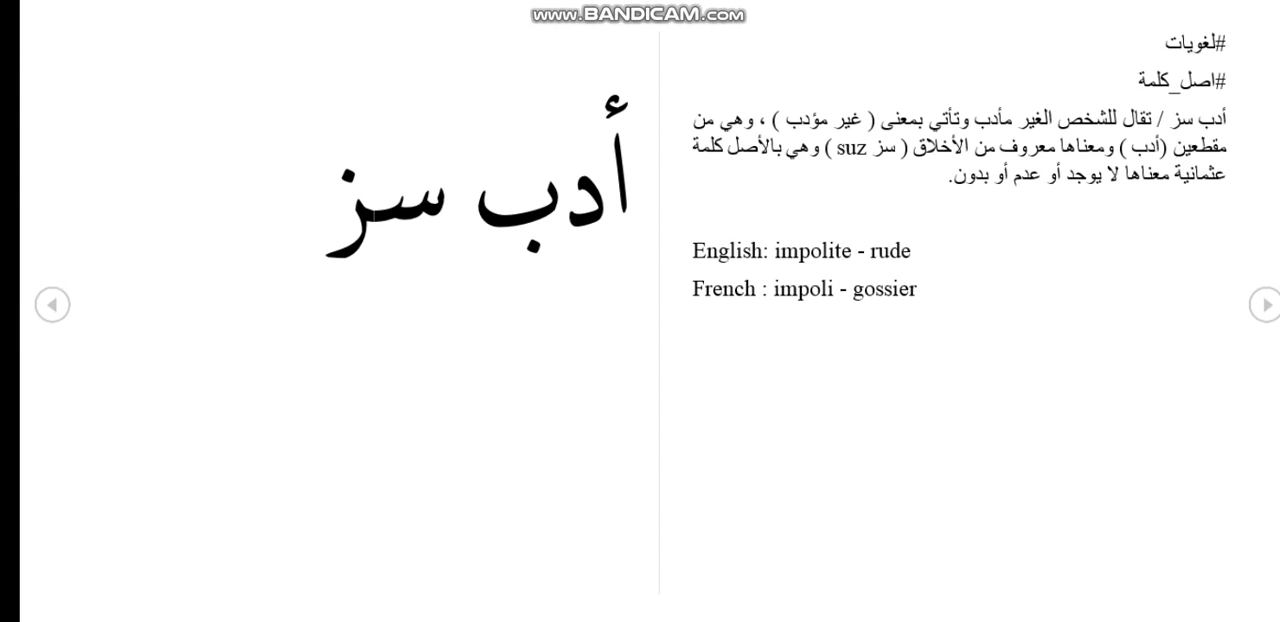 www.BANDICAM.com
أدب سز
#لغويات
#اصل_كلمة
أدب سز / تقال للشخص الغير مأدب وتأتي بمعنى ( غير مؤدب ) ، وهي من
مقطعين (أدب ) ومعناها معروف من الأخلاق ( سز suz ) وهي بالأصل كلمة
عثمانية معناها لا يوجد أو عدم أو بدون.
English: impolite - rude
French : impoli - gossier